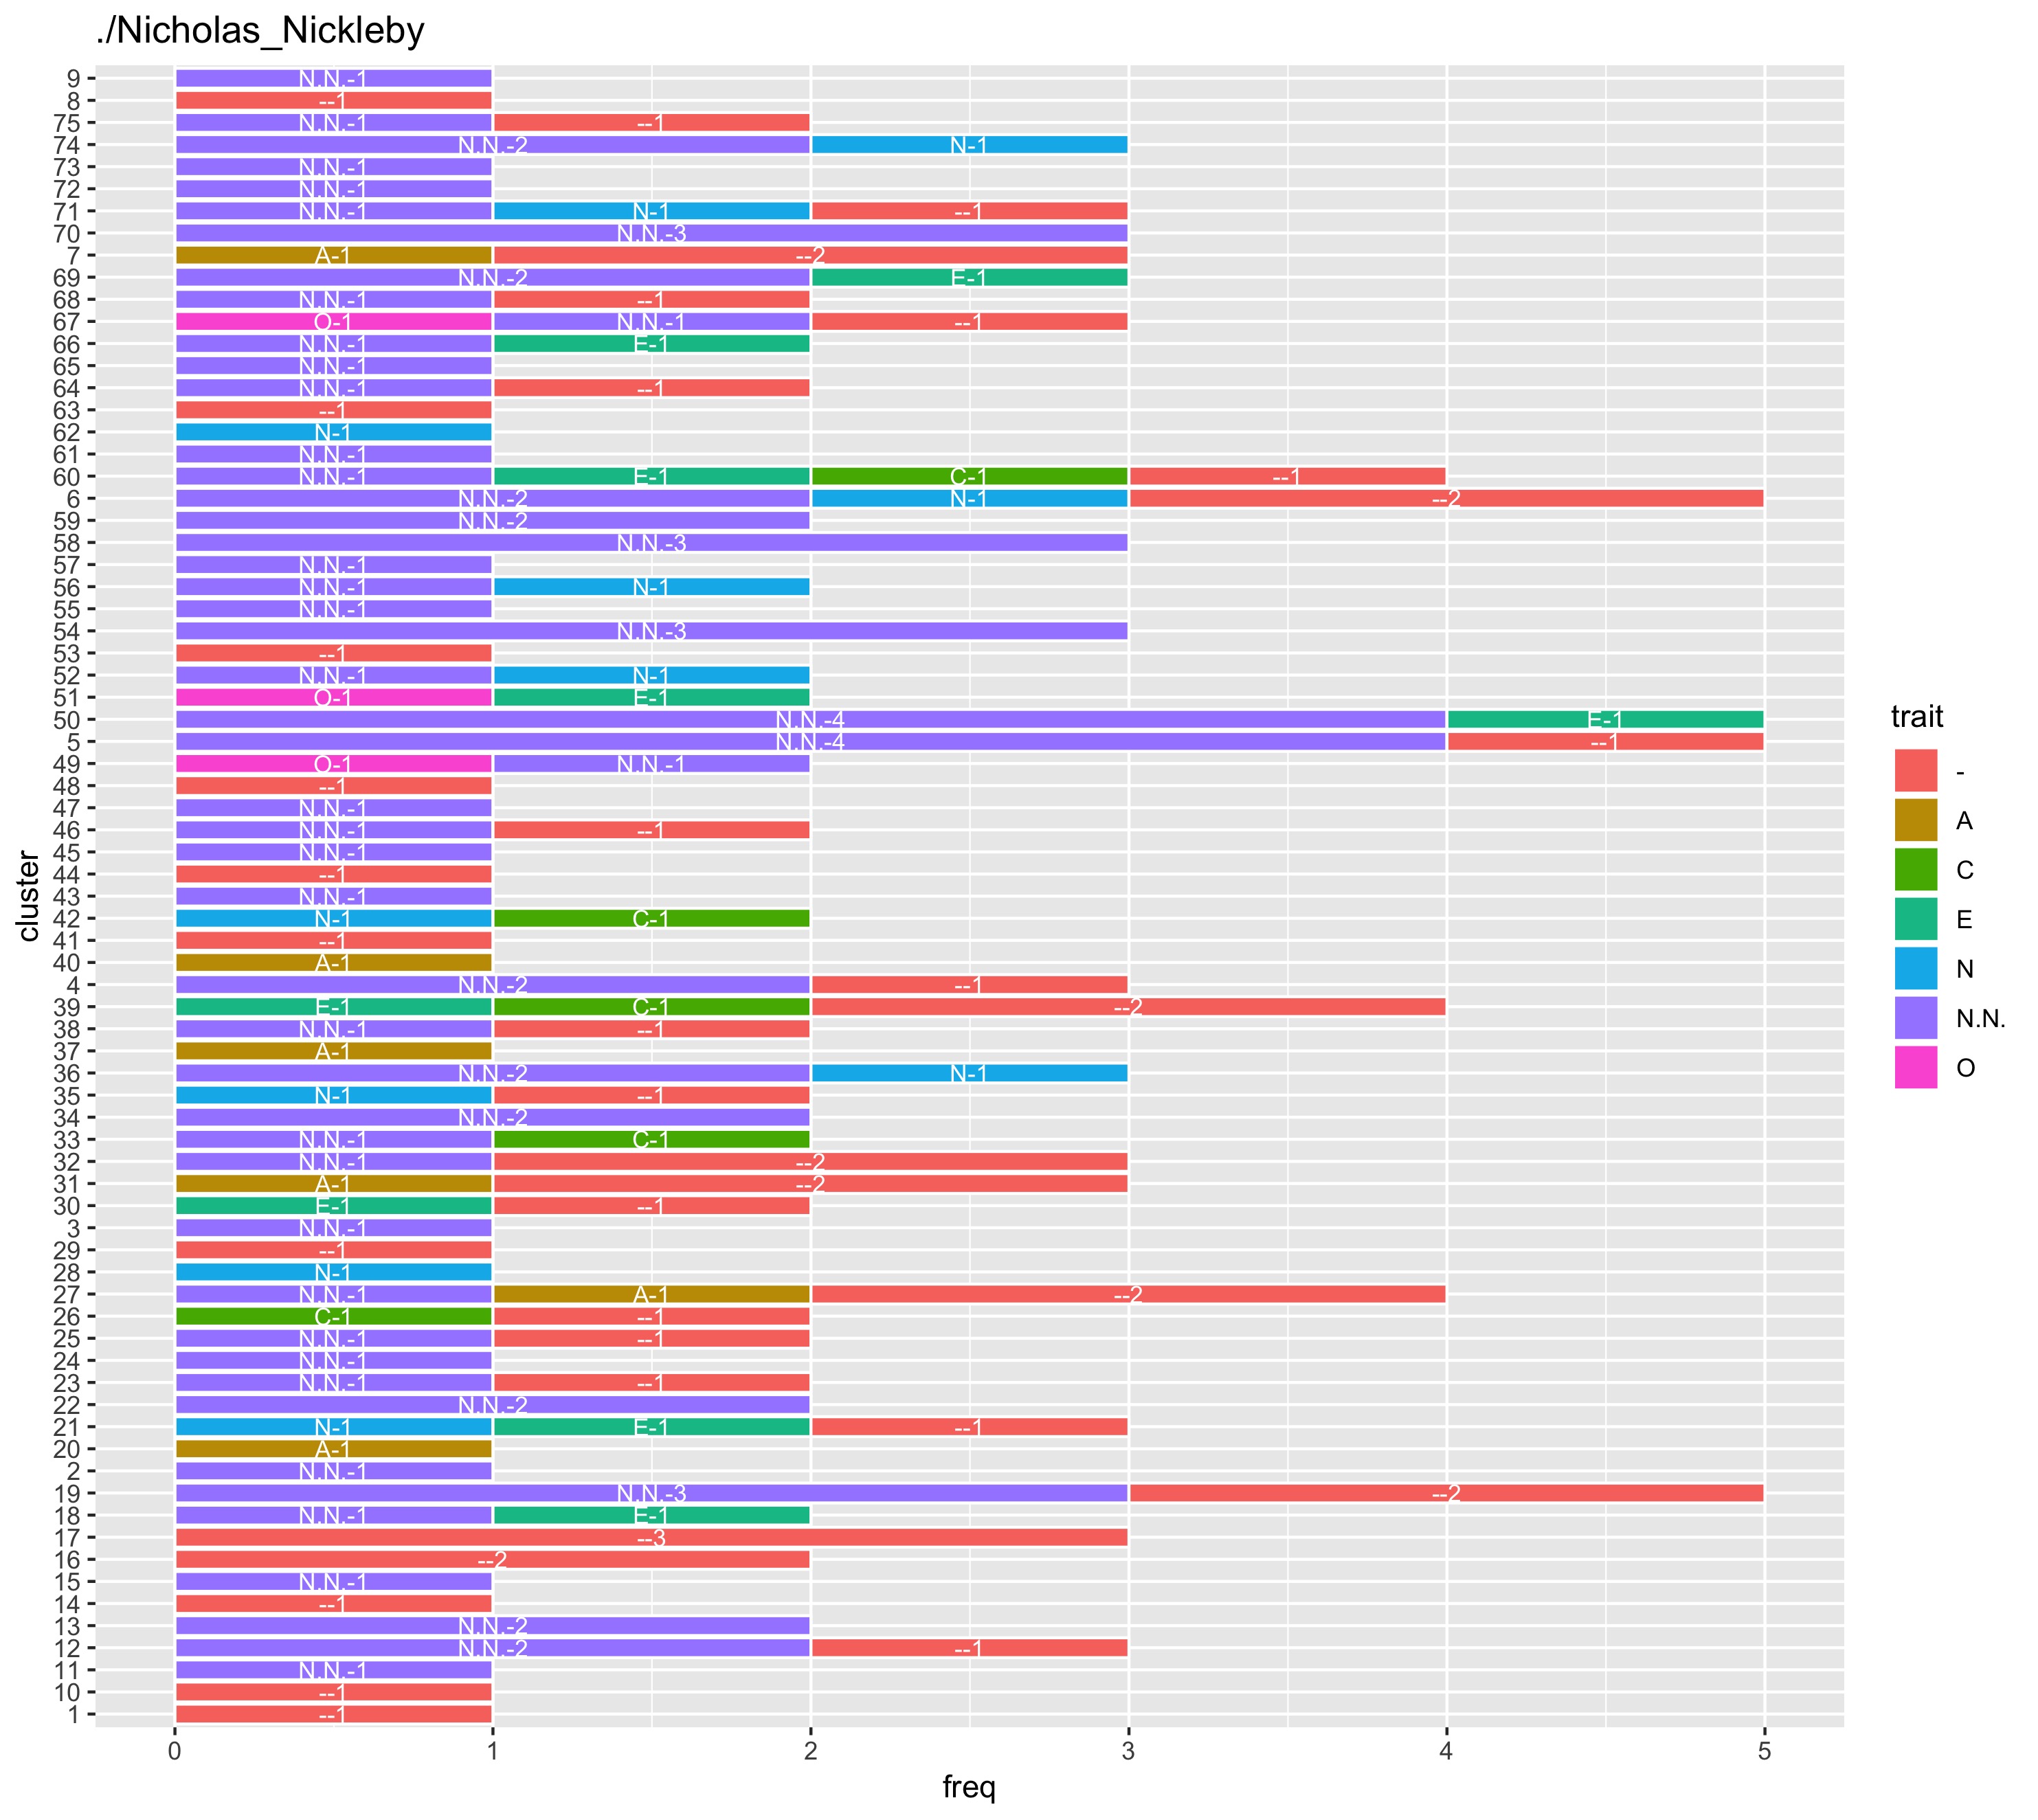 ./Nicholas_Nickleby
9 N.N.-1
8 --1
75 N.N.-1 --1
74 N.N.-2 N-1
73 N.N.-1
72 N.N.-1
71 N.N.-1 N-1 --1
70 N.N.-3
7 A-1 --2
69 N.N.-2 E-1
68 N.N.-1 --1
67 O-1 N.N.-1 --1
66 N.N.-1 E-1
65 N.N.-1
64 N.N.-1 --1
63 --1
62 N-1
61 N.N.-1
60 N.N.-1 E-1 C-1 --1
6 N.N.-2 N-1 --2
59 N.N.-2
58 N.N.-3
57 N.N.-1
56 N.N.-1 N-1
55 N.N.-1
54 N.N.-3
53 --1
52 N.N.-1 N-1
51 O-1 E-1
50 N.N.-4 E-1
5 N.N.-4 --1
49 O-1 N.N.-1
48 --1
47 N.N.-1
46 N.N.-1 --1
45 N.N.-1
44 --1
43 N.N.-1
42 N-1 C-1
41 --1
40 A-1
4 N.N.-2 --1
39 E-1 C-1 --2
38 N.N.-1 --1
37 A-1
36 N.N.-2 N-1
35 N-1 --1
34 N.N.-2
33 N.N.-1 C-1
32 N.N.-1 --2
31 A-1 --2
30 E-1 --1
3 N.N.-1
29 --1
28 N-1
27 N.N.-1 A-1 --2
26 C-1 --1
25 N.N.-1 --1
24 N.N.-1
23 N.N.-1 --1
22 N.N.-2
21 N-1 E-1 --1
20 A-1
2 N.N.-1
19 N.N.-3 --2
18 N.N.-1 E-1
17 --3
16 --2
15 N.N.-1
14 --1
13 N.N.-2
12 N.N.-2 --1
11 N.N.-1
10 --1
1 --1
0 1 2 3 4 5
freq
cluster
trait
-
A
C
E
N
N.N.
O